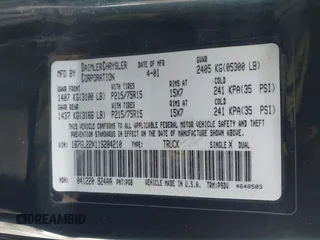 MFD BY DAIMLERCHRYSLER CORPORATION
4-01
GVWR 2405 KG(05300 LB)
GAWR FRONT TIRES RIMS AT COLD
1407 KG(3100 LB) P215/75R15 15X7 241 KPA(35 PSI)
GAWR REAR TIRES RIMS AT COLD
1437 KG(3166 LB) P215/75R15 15X7 241 KPA(35 PSI)
THIS VEHICLE CONFORMS TO ALL APPLICABLE FEDERAL MOTOR VEHICLE SAFETY AND THEFT PREVENTION STANDARDS IN EFFECT ON THE DATE OF MANUFACTURE SHOWN ABOVE.
TRUCK SINGLE X DUAL
VEHICLE MADE IN U.S.A. 4648503
DREAMBID